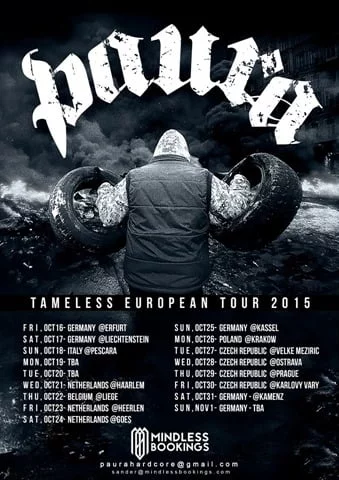 paura
TAMELESS EUROPEAN TOUR 2015
FRI, OCT16- GERMANY @ERFURT
SAT, OCT17- GERMANY @LIECHTENSTEIN
SUN, OCT18- ITALY @PESCARA
MON, OCT19- TBA
TUE, OCT20- TBA
WED, OCT21- NETHERLANDS @HAARLEM
THU, OCT22- BELGIUM @LIEGE
FRI, OCT23- NETHERLANDS @HEERLEN
SAT, OCT24- NETHERLANDS @GOES
SUN, OCT25- GERMANY @KASSEL
MON, OCT26- POLAND @KRAKOW
TUE, OCT27- CZECH REPUBLIC @VELKE MEZIRIC
WED, OCT28- CZECH REPUBLIC @OSTRAVA
THU, OCT29- CZECH REPUBLIC @PRAGUE
FRI, OCT30- CZECH REPUBLIC @KARLOVY VARY
SAT, OCT31- GERMANY - @KAMENZ
SUN, NOV1- GERMANY - TBA
MINDLESS
BOOKINGS
paurahardcore@gmail.com
sander@mindlessbookings.com